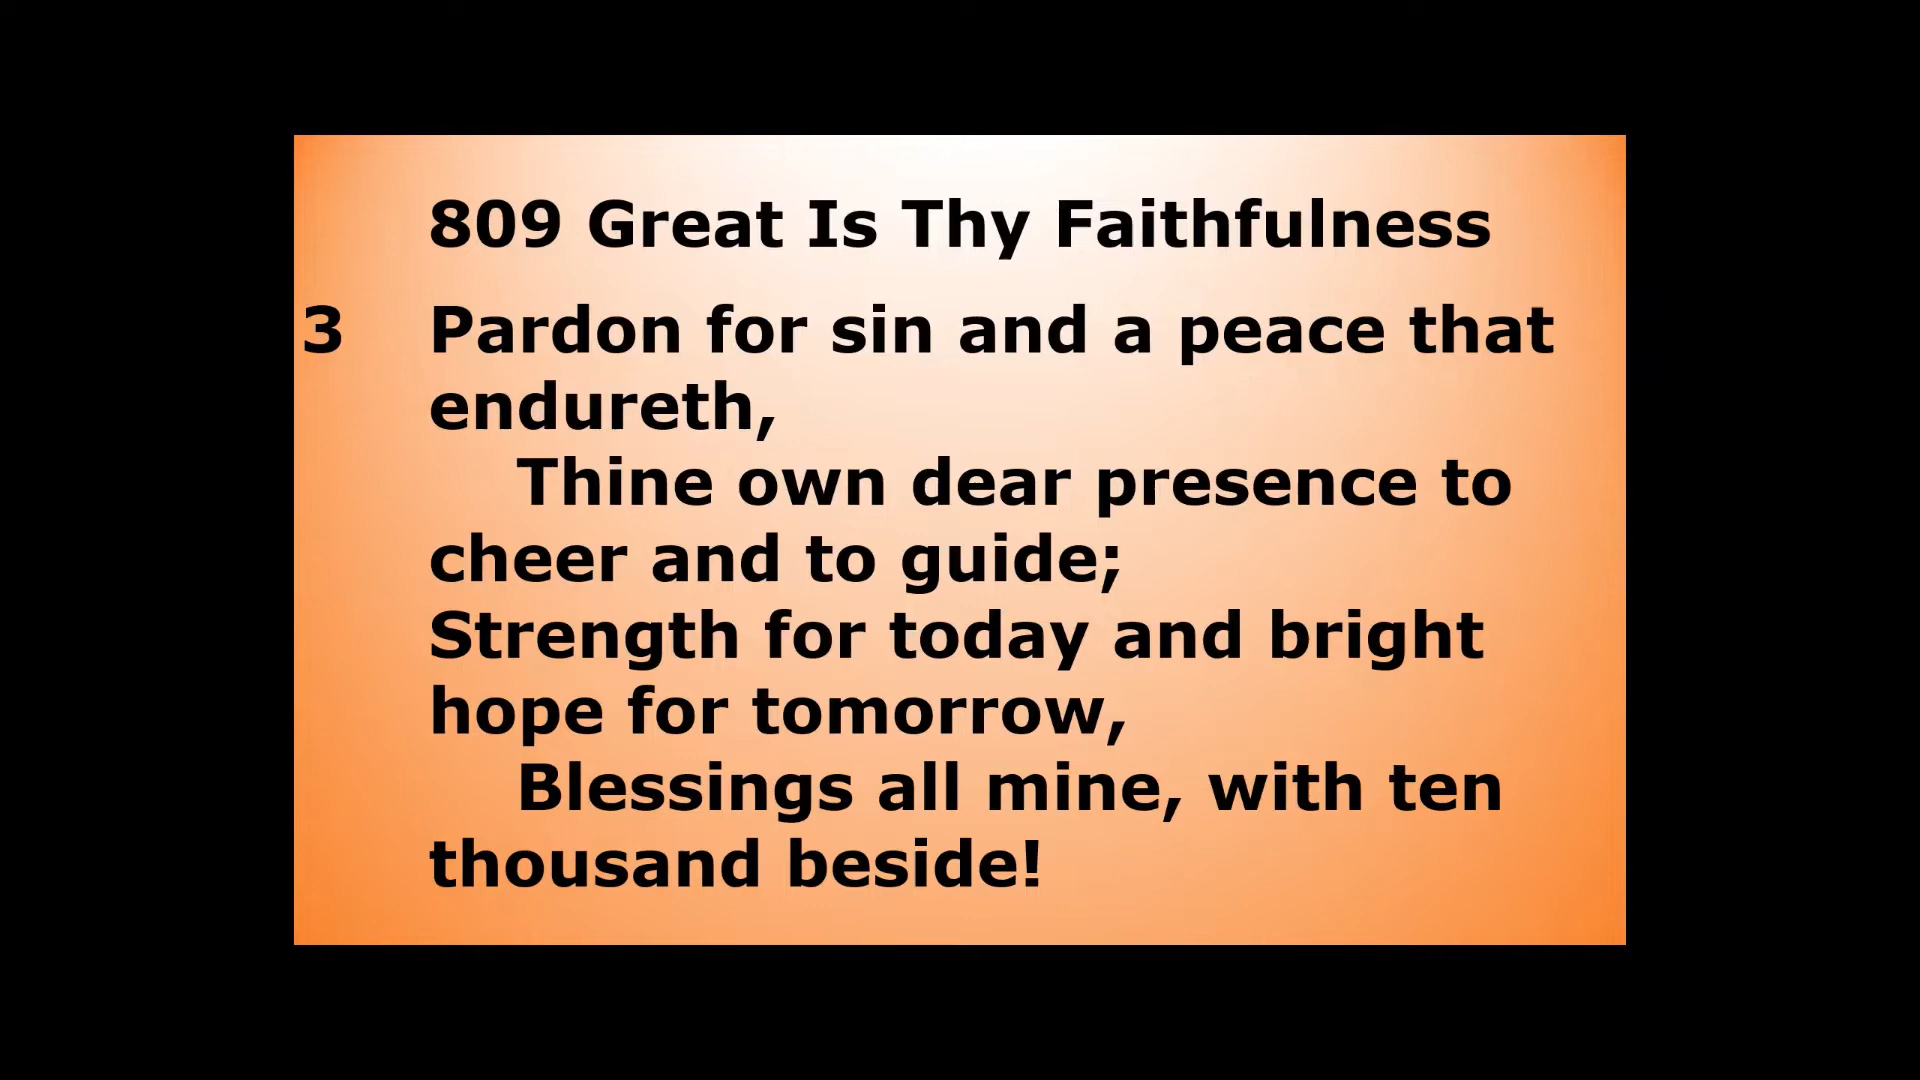 809 Great Is Thy Faithfulness
3 Pardon for sin and a peace that
endureth,
Thine own dear presence to
cheer and to guide;
Strength for today and bright
hope for tomorrow,
Blessings all mine, with ten
thousand beside!